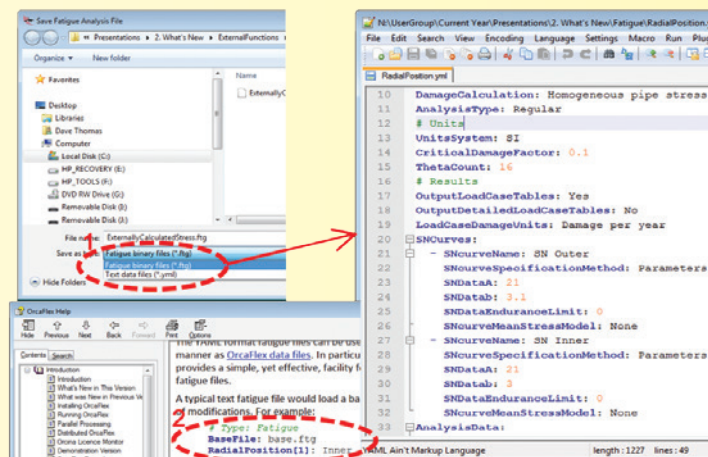 Save Fatigue Analysis File
Presentations
2. What's New
ExternalFunctions
Organize
New folder
Favorites
Desktop
Libraries
Dave Thomas
Computer
Local Disk (C:)
HP_RECOVERY (E:)
HP_TOOLS (F:)
DVD RW Drive (G:)
Removable Disk (I:)
Removable Disk (J:)
Name
ExternallyC
1
File name: ExternallyCalculatedStress.ftg
Save as Fatigue binary files (*.ftg)
Fatigue binary files (*.ftg)
Text data files (*.yml)
Hide Folders
N:\UserGroup\Current Year\Presentations\2. What's New\Fatigue\RadialPosition.
File Edit Search View Encoding Language Settings Macro Run Plug
RadialPosition.yml
10 DamageCalculation: Homogeneous pipe stress
11 AnalysisType: Regular
12 # Units
13 UnitsSystem: SI
14 CriticalDamageFactor: 0.1
15 ThetaCount: 16
16 # Results
17 OutputLoadCaseTables: Yes
18 OutputDetailedLoadCaseTables: No
19 LoadCaseDamageUnits: Damage per year
20 SNCurves:
21 - SNcurveName: SN Outer
22 SNcurveSpecificationMethod: Parameters
23 SNDataA: 21
24 SNDatab: 3.1
25 SNDataEnduranceLimit: 0
26 SNcurveMeanStressModel: None
27 - SNcurveName: SN Inner
28 SNcurveSpecificationMethod: Parameters
29 SNDataA: 21
30 SNDatab: 3
31 SNDataEnduranceLimit: 0
32 SNcurveMeanStressModel: None
33 AnalysisData:
YAML Ain't Markup Language length : 1227 lines : 49
OrcaFlex Help
Hide Previous Next Back Forward Print Options
Contents Search
Introduction
Introduction
What's New in This Version
What was New in Previous Ve
Installing OrcaFlex
Running OrcaFlex
Parallel Processing
Distributed OrcaFlex
Orcina Licence Monitor
Demonstration Version
The YAML format fatigue files can be use
manner as OrcaFlex data files. In particu
provides a simple, yet effective, facility f
fatigue files.
A typical text fatigue file would load a ba
of modifications. For example:
2
# Type: Fatigue
BaseFile: base.ftg
RadialPosition[1]: Inner